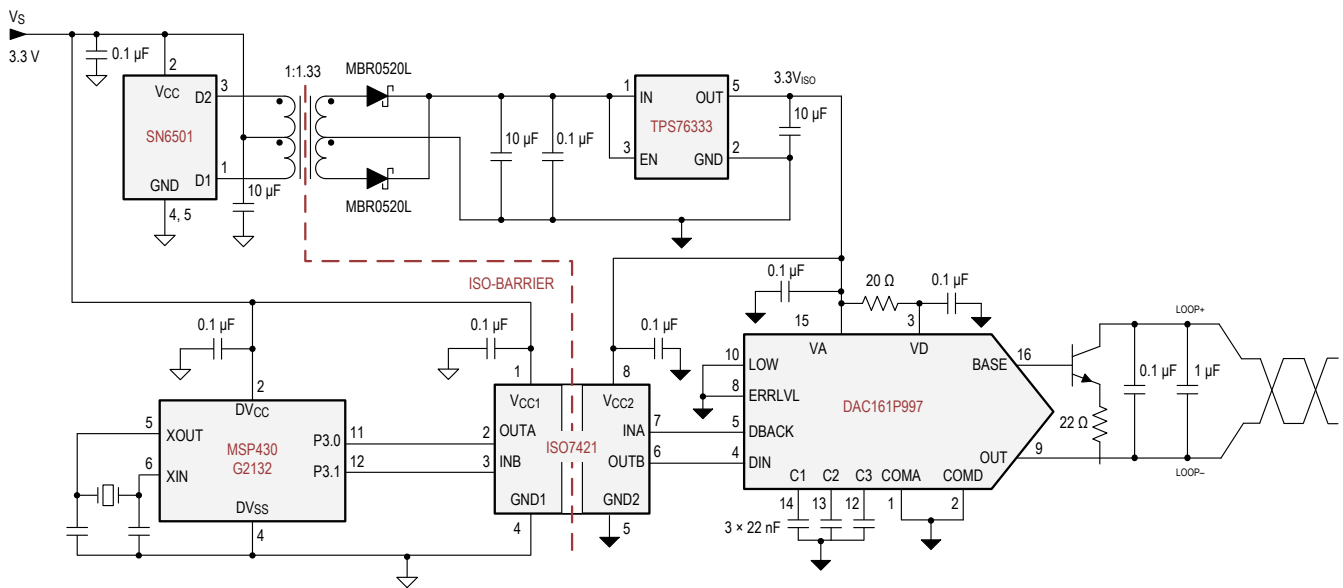 VS
3.3 V
0.1 µF
2
VCC
D2
3
SN6501
D1
1
GND
4, 5
10 µF
1:1.33
MBR0520L
MBR0520L
10 µF
0.1 µF
1
IN
OUT
5
TPS76333
3
EN
GND
2
3.3VISO
10 µF
ISO-BARRIER
0.1 µF
2
DVCC
5
XOUT
6
XIN
MSP430
G2132
P3.0
11
P3.1
12
DVSS
4
0.1 µF
1
VCC1
OUTA
2
INB
3
GND1
4
ISO7421
0.1 µF
8
VCC2
INA
7
OUTB
6
GND2
5
0.1 µF
15
VA
20 Ω
3
VD
0.1 µF
10
LOW
8
ERRLVL
5
DBACK
4
DIN
DAC161P997
BASE
16
OUT
9
C1
14
C2
13
C3
12
COMA
1
COMD
2
3 × 22 nF
22 Ω
0.1 µF
1 µF
LOOP+
LOOP–